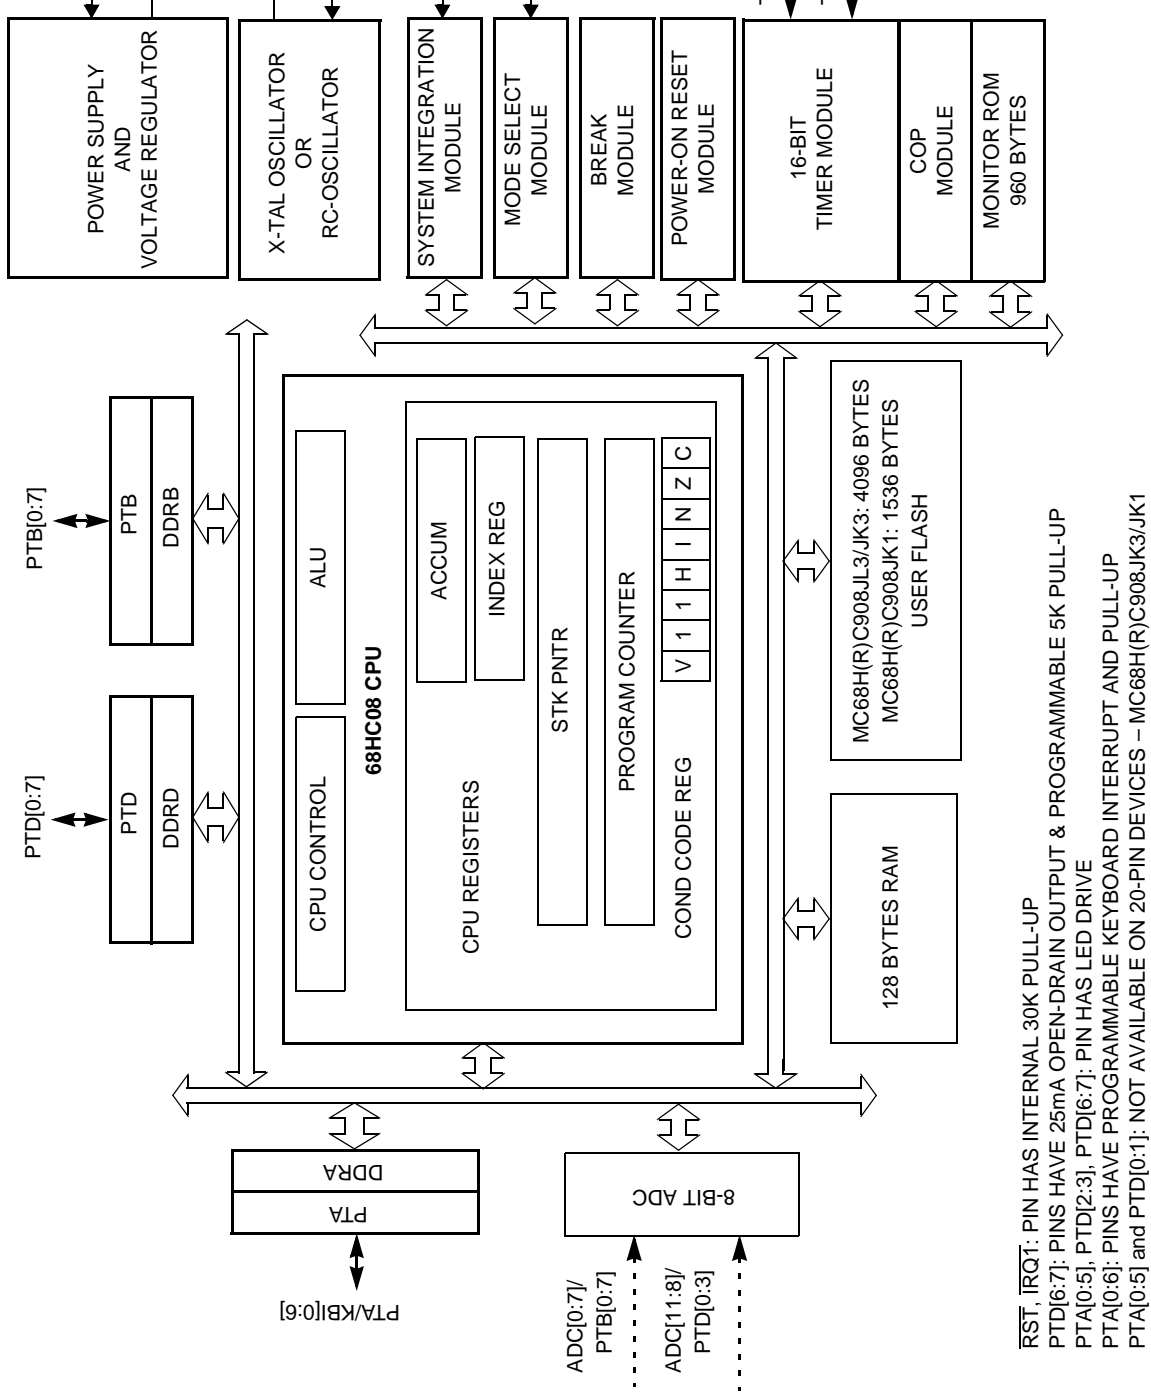 POWER SUPPLY
AND
VOLTAGE REGULATOR
X-TAL OSCILLATOR
OR
RC-OSCILLATOR
SYSTEM INTEGRATION
MODULE
MODE SELECT
MODULE
BREAK
MODULE
POWER-ON RESET
MODULE
16-BIT
TIMER MODULE
COP
MODULE
MONITOR ROM
960 BYTES
PTB[0:7]
PTB
DDRB
PTD[0:7]
PTD
DDRD
ALU
CPU CONTROL
68HC08 CPU
CPU REGISTERS
ACCUM
INDEX REG
STK PNTR
PROGRAM COUNTER
COND CODE REG
V 1 1 H I N Z C
MC68H(R)C908JL3/JK3: 4096 BYTES
MC68H(R)C908JK1: 1536 BYTES
USER FLASH
128 BYTES RAM
DDRA
PTA
PTA/KBI[0:6]
8-BIT ADC
ADC[0:7]/
PTB[0:7]
ADC[11:8]/
PTD[0:3]
RST, IRQ1: PIN HAS INTERNAL 30K PULL-UP
PTD[6:7]: PINS HAVE 25mA OPEN-DRAIN OUTPUT & PROGRAMMABLE 5K PULL-UP
PTA[0:5], PTD[2:3], PTD[6:7]: PIN HAS LED DRIVE
PTA[0:6]: PINS HAVE PROGRAMMABLE KEYBOARD INTERRUPT AND PULL-UP
PTA[0:5] and PTD[0:1]: NOT AVAILABLE ON 20-PIN DEVICES – MC68H(R)C908JK3/JK1